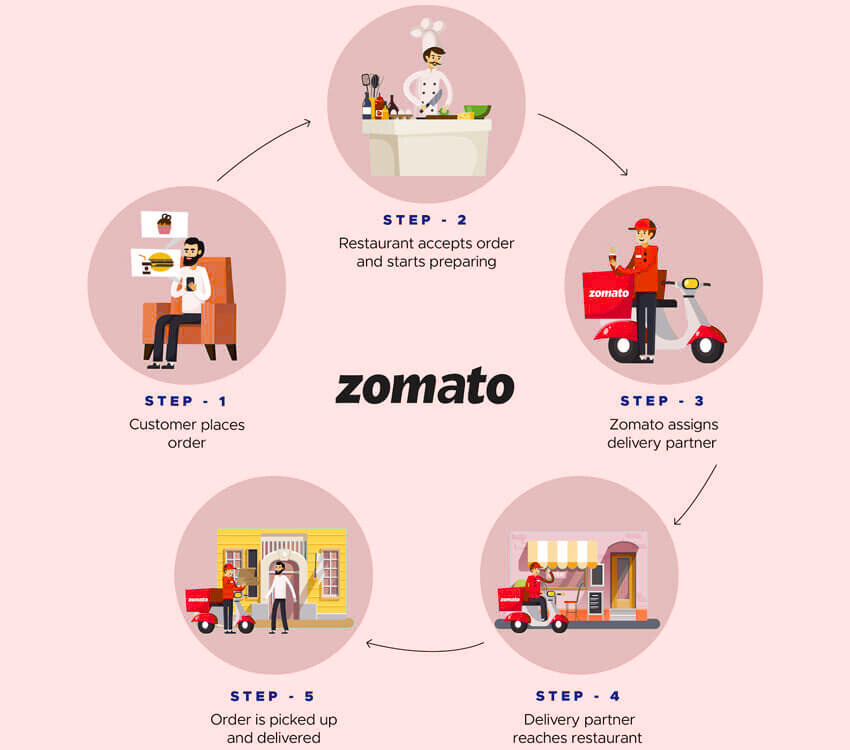 STEP - 1
Customer places
order
STEP - 2
Restaurant accepts order
and starts preparing
zomato
STEP - 3
Zomato assigns
delivery partner
zomato
zomato
STEP - 4
Delivery partner
reaches restaurant
zomato
STEP - 5
Order is picked up
and delivered